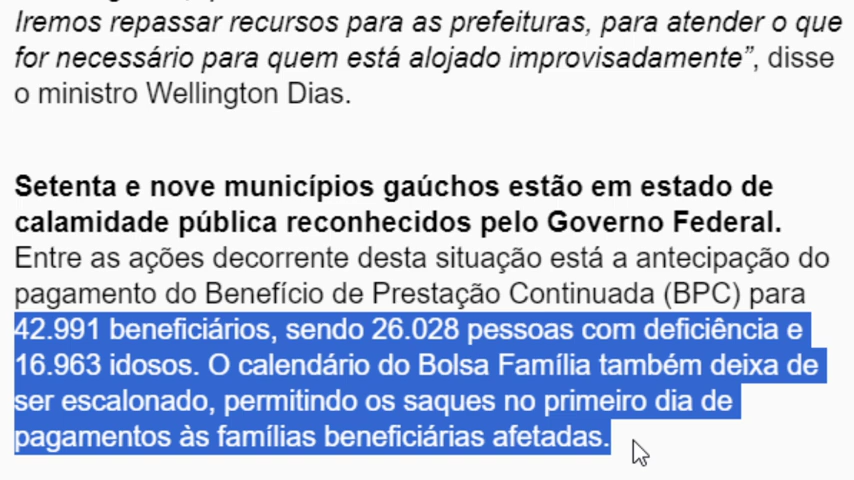 Iremos repassar recursos para as prefeituras, para atender o que
for necessário para quem está alojado improvisadamente”, disse
o ministro Wellington Dias.
Setenta e nove municípios gaúchos estão em estado de
calamidade pública reconhecidos pelo Governo Federal.
Entre as ações decorrente desta situação está a antecipação do
pagamento do Benefício de Prestação Continuada (BPC) para
42.991 beneficiários, sendo 26.028 pessoas com deficiência e
16.963 idosos. O calendário do Bolsa Família também deixa de
ser escalonado, permitindo os saques no primeiro dia de
pagamentos às famílias beneficiárias afetadas.